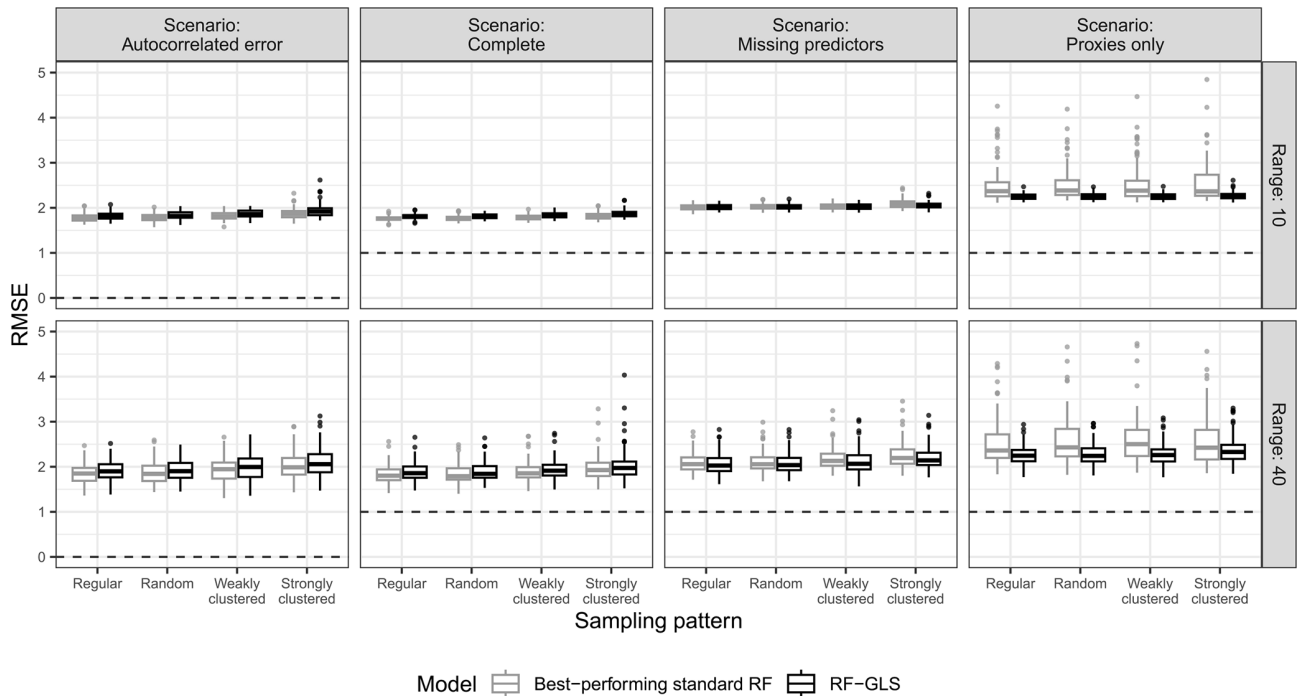 Scenario:
Autocorrelated error
Scenario:
Complete
Scenario:
Missing predictors
Scenario:
Proxies only
RMSE
5
4
3
2
1
0
Range: 10
5
4
3
2
1
0
Range: 40
Regular
Random
Weakly
clustered
Strongly
clustered
Regular
Random
Weakly
clustered
Strongly
clustered
Regular
Random
Weakly
clustered
Strongly
clustered
Regular
Random
Weakly
clustered
Strongly
clustered
Sampling pattern
Model
Best−performing standard RF
RF−GLS